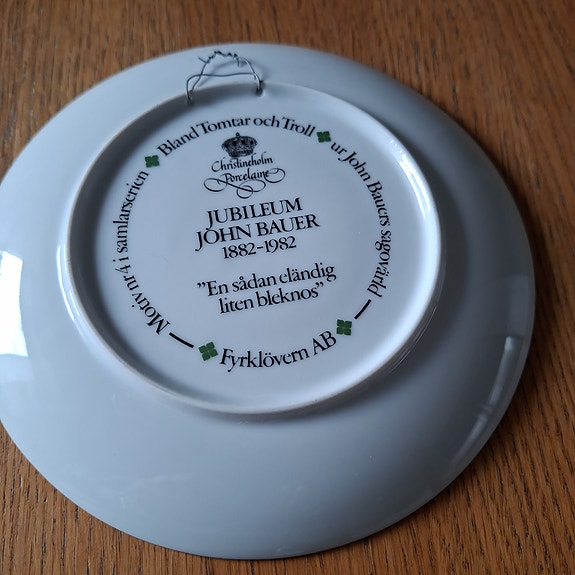 Motiv nr 4 i samlarserien Bland Tomtar och Troll ur John Bauers sagovärld
Christineholm
Porcelaine
JUBILEUM
JOHN BAUER
1882-1982
"En sådan eländig
liten bleknos"
Fyrklövern AB